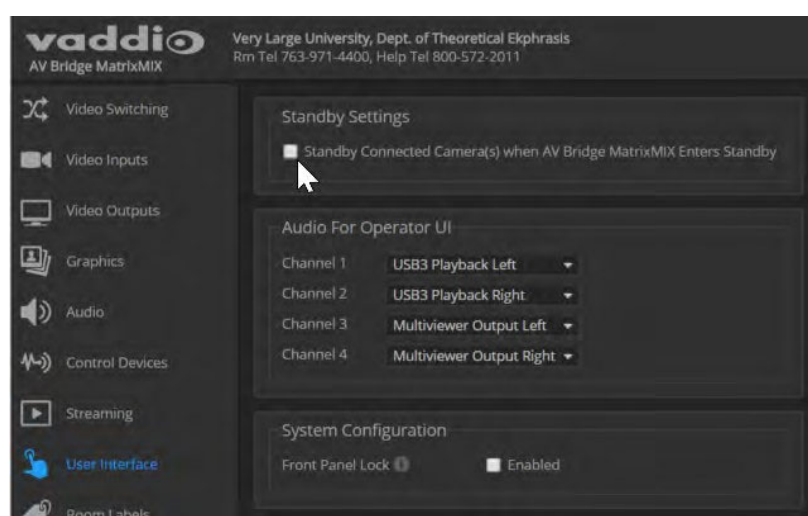 vaddio
AV Bridge MatrixMIX
Very Large University, Dept. of Theoretical Ekphrasis
Rm Tel 763-971-4400, Help Tel 800-572-2011
Video Switching
Video Inputs
Video Outputs
Graphics
Audio
Control Devices
Streaming
User Interface
Room Labels
Standby Settings
Standby Connected Camera(s) when AV Bridge MatrixMIX Enters Standby
Audio For Operator UI
Channel 1 USB3 Playback Left
Channel 2 USB3 Playback Right
Channel 3 Multiviewer Output Left
Channel 4 Multiviewer Output Right
System Configuration
Front Panel Lock Enabled